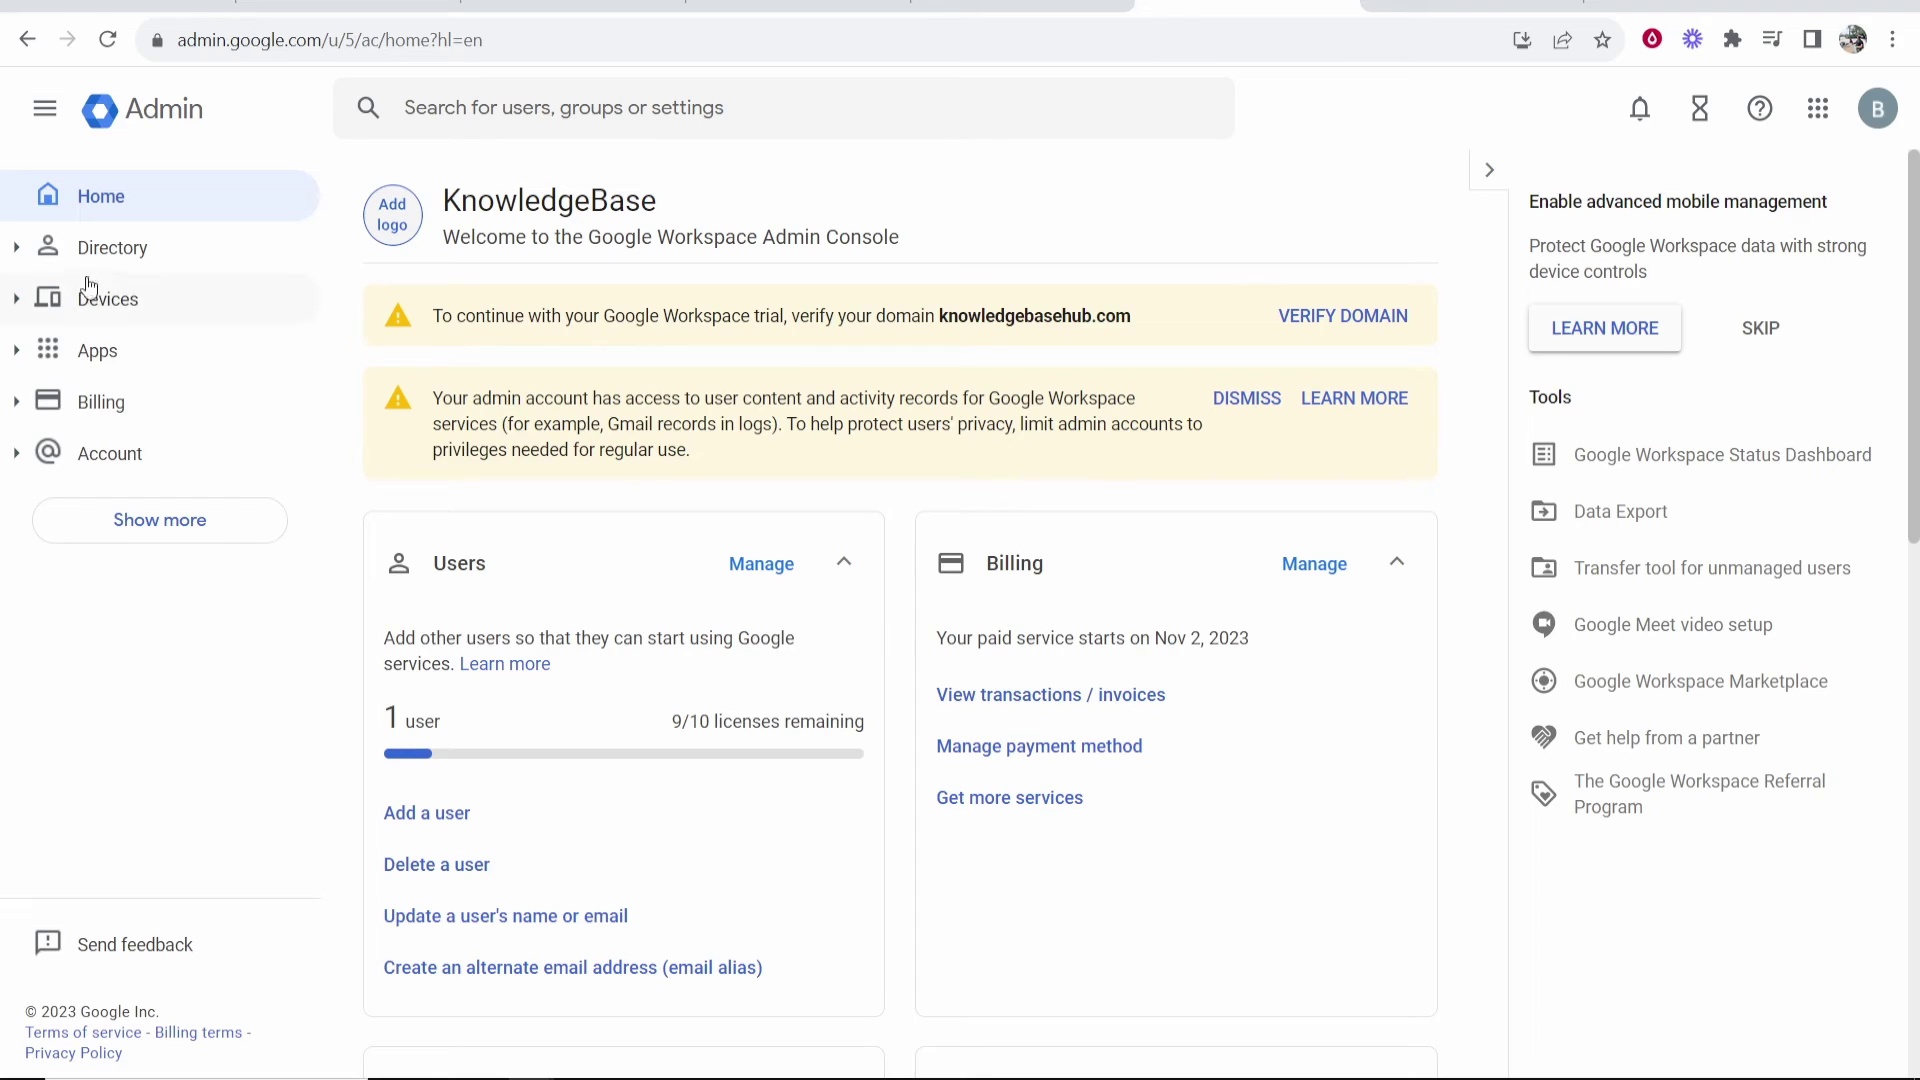 admin.google.com/u/5/ac/home?hl=en
Admin
Search for users, groups or settings
B
Home
Directory
Devices
Apps
Billing
Account
Show more
Send feedback
© 2023 Google Inc.
Terms of service - Billing terms -
Privacy Policy
Add
logo
KnowledgeBase
Welcome to the Google Workspace Admin Console
To continue with your Google Workspace trial, verify your domain knowledgebasehub.com
VERIFY DOMAIN
Your admin account has access to user content and activity records for Google Workspace
services (for example, Gmail records in logs). To help protect users' privacy, limit admin accounts to
privileges needed for regular use.
DISMISS
LEARN MORE
Users
Manage
Add other users so that they can start using Google
services. Learn more
1 user
9/10 licenses remaining
Add a user
Delete a user
Update a user's name or email
Create an alternate email address (email alias)
Billing
Manage
Your paid service starts on Nov 2, 2023
View transactions / invoices
Manage payment method
Get more services
Enable advanced mobile management
Protect Google Workspace data with strong
device controls
LEARN MORE
SKIP
Tools
Google Workspace Status Dashboard
Data Export
Transfer tool for unmanaged users
Google Meet video setup
Google Workspace Marketplace
Get help from a partner
The Google Workspace Referral
Program